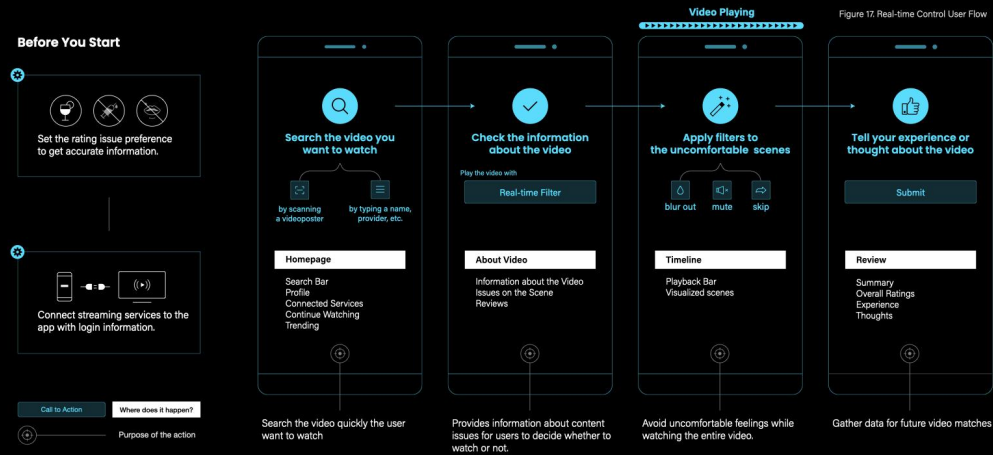 Video Playing
Figure 17. Real-time Control User Flow
Before You Start
Set the rating issue preference
to get accurate information.
Connect streaming services to the
app with login information.
Call to Action
Where does it happen?
Purpose of the action
Search the video you
want to watch
by scanning
a videoposter
by typing a name,
provider, etc.
Homepage
Search Bar
Profile
Connected Services
Continue Watching
Trending
Search the video quickly the user
want to watch
Check the information
about the video
Play the video with
Real-time Filter
About Video
Information about the Video
Issues on the Scene
Reviews
Provides information about content
issues for users to decide whether to
watch or not.
Apply filters to
the uncomfortable scenes
blur out
mute
skip
Timeline
Playback Bar
Visualized scenes
Avoid uncomfortable feelings while
watching the entire video.
Tell your experience or
thought about the video
Submit
Review
Summary
Overall Ratings
Experience
Thoughts
Gather data for future video matches